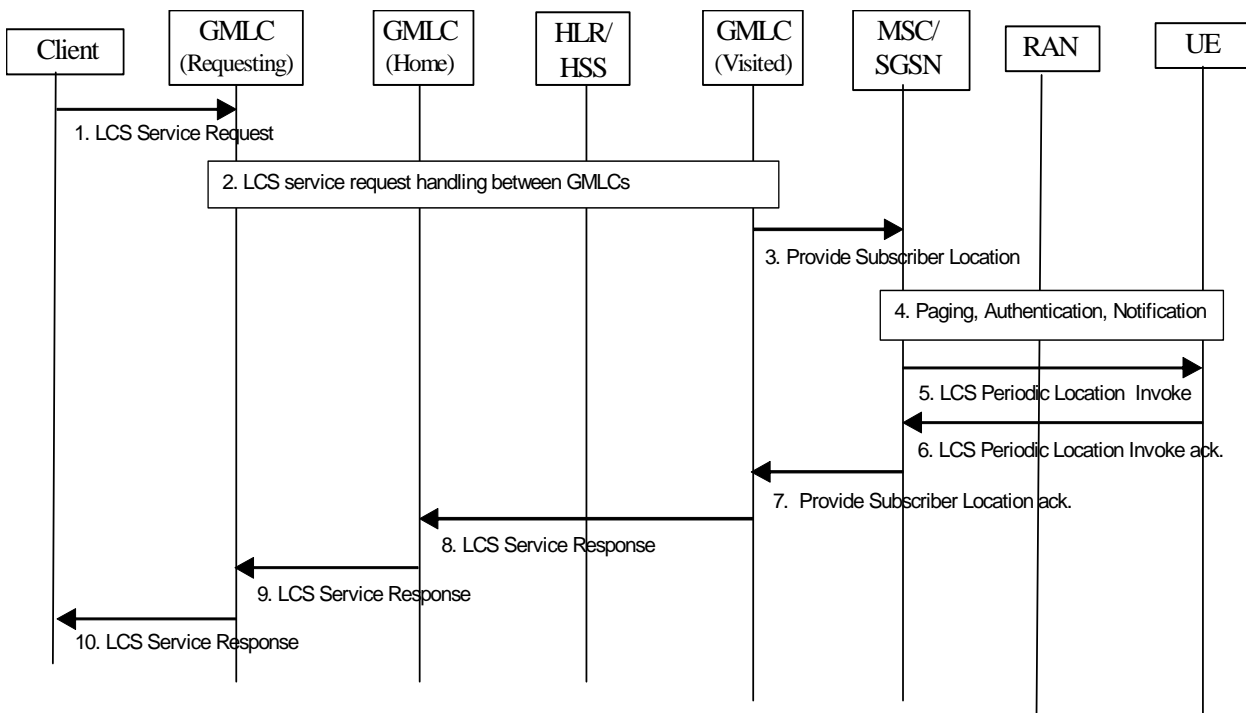 Client
GMLC
(Requesting)
GMLC
(Home)
HLR/
HSS
GMLC
(Visited)
MSC/
SGSN
RAN
UE
1. LCS Service Request
2. LCS service request handling between GMLCs
3. Provide Subscriber Location
4. Paging, Authentication, Notification
5. LCS Periodic Location Invoke
6. LCS Periodic Location Invoke ack.
7. Provide Subscriber Location ack.
8. LCS Service Response
9. LCS Service Response
10. LCS Service Response